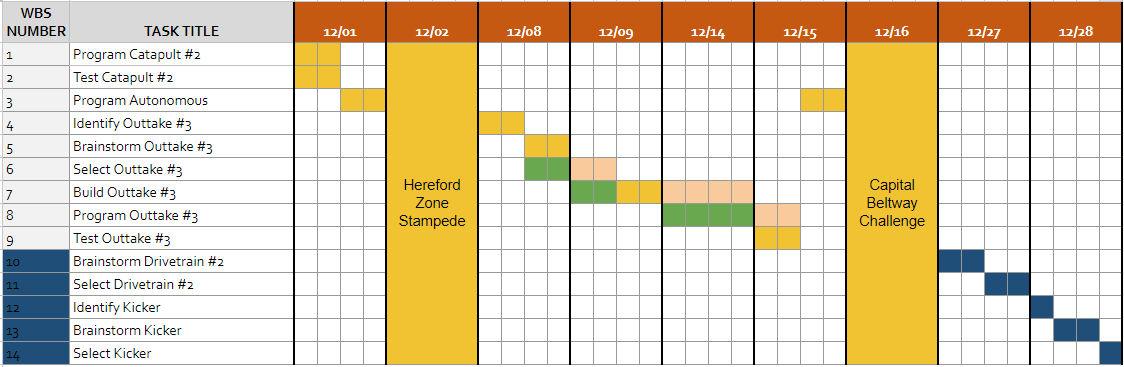 WBS NUMBER TASK TITLE 12/01 12/02 12/08 12/09 12/14 12/15 12/16 12/27 12/28
1 Program Catapult #2
2 Test Catapult #2
3 Program Autonomous
4 Identify Outtake #3
5 Brainstorm Outtake #3
6 Select Outtake #3
7 Build Outtake #3
8 Program Outtake #3
9 Test Outtake #3
10 Brainstorm Drivetrain #2
11 Select Drivetrain #2
12 Identify Kicker
13 Brainstorm Kicker
14 Select Kicker
Hereford
Zone
Stampede
Capital
Beltway
Challenge